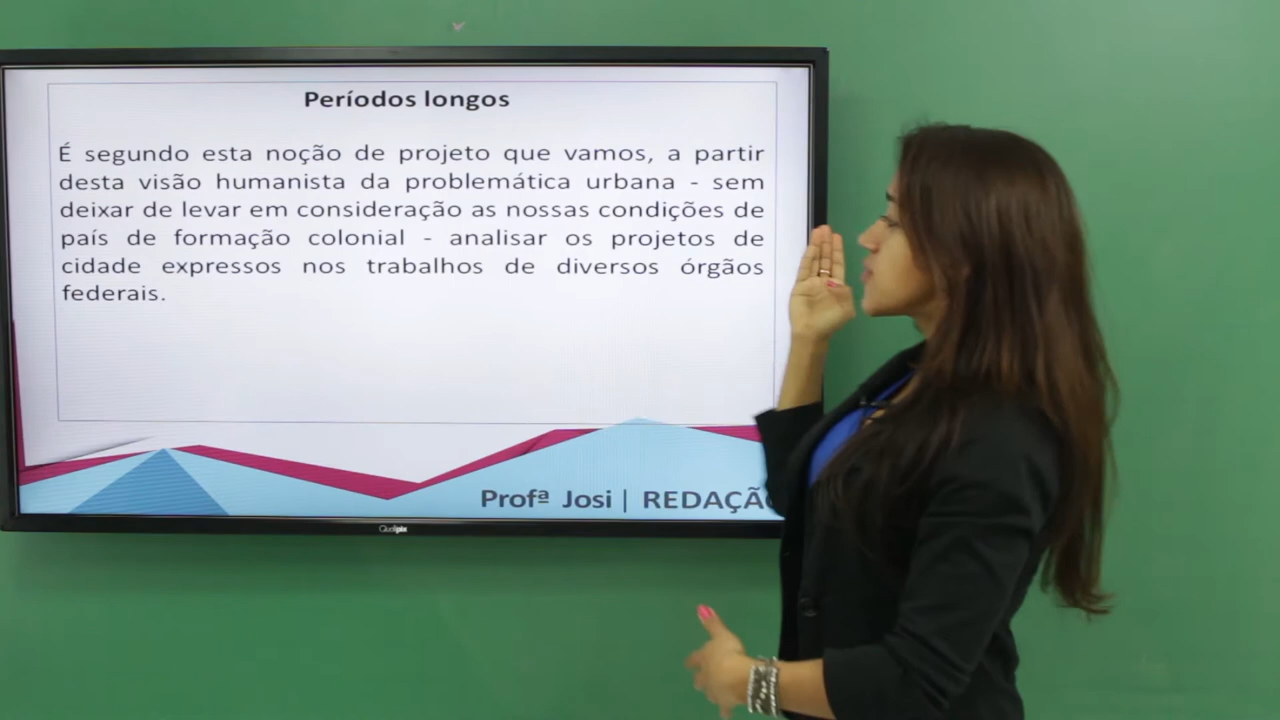 Períodos longos
É segundo esta noção de projeto que vamos, a partir
desta visão humanista da problemática urbana - sem
deixar de levar em consideração as nossas condições de
país de formação colonial - analisar os projetos de
cidade expressos nos trabalhos de diversos órgãos
federais.
Profª Josi | REDAÇÃ
Qualipix